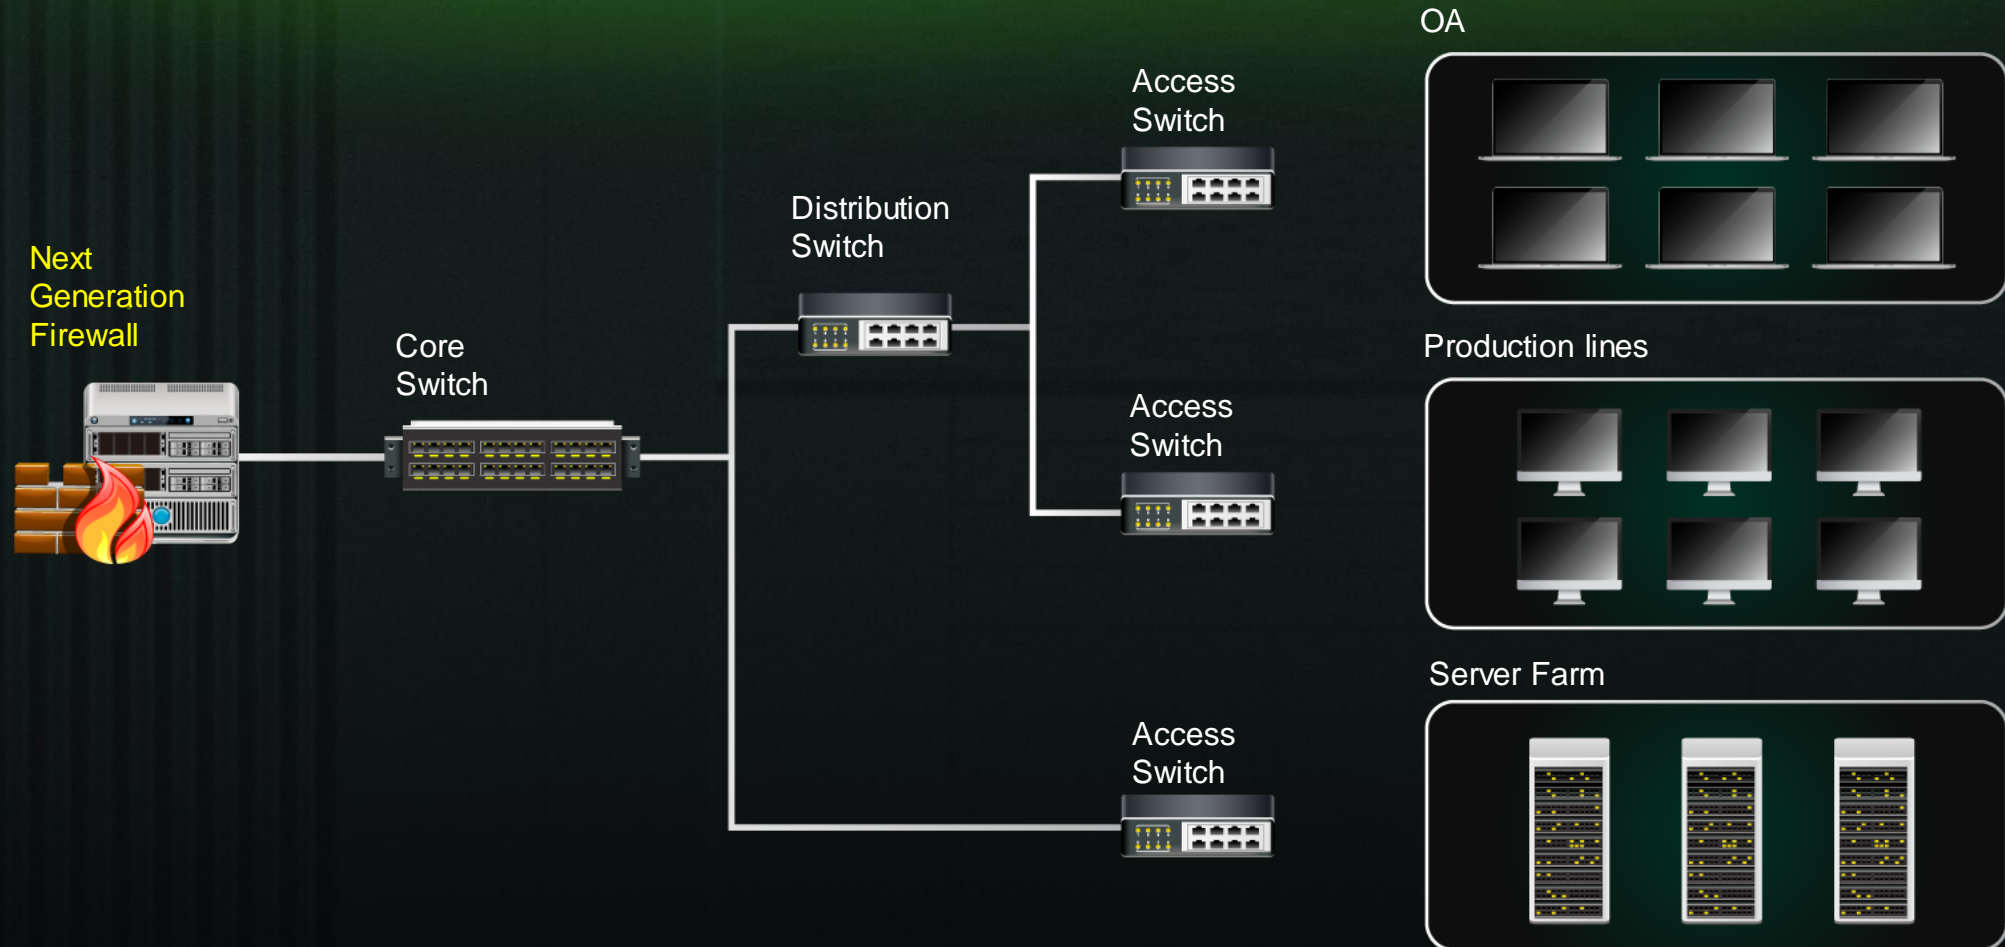 OA
Access
Switch
Distribution
Switch
Next
Generation
Firewall
Core
Switch
Production lines
Access
Switch
Server Farm
Access
Switch